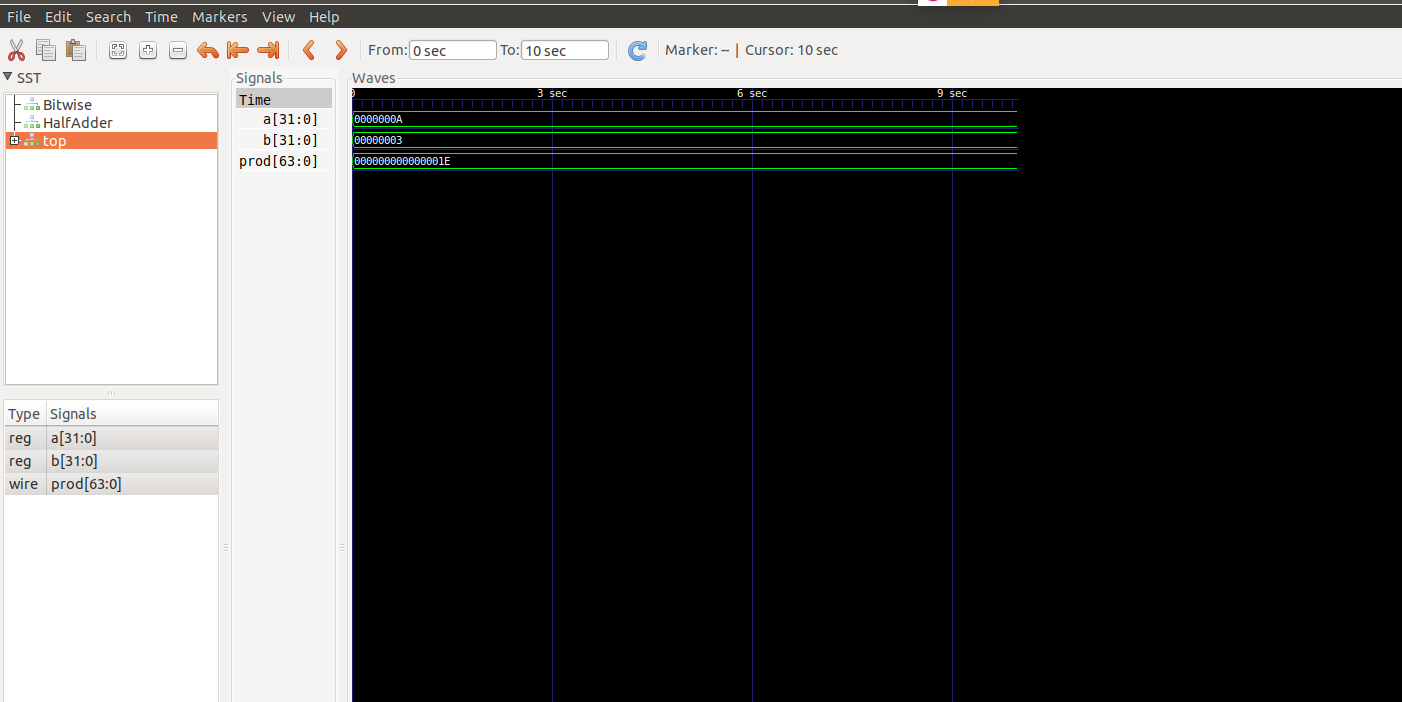 File Edit Search Time Markers View Help
From: 0 sec To: 10 sec Marker: -- | Cursor: 10 sec
SST
Bitwise
HalfAdder
top
Type Signals
reg a[31:0]
reg b[31:0]
wire prod[63:0]
Signals
Time
a[31:0]
b[31:0]
prod[63:0]
Waves
0 3 sec 6 sec 9 sec
0000000A
00000003
000000000000001E